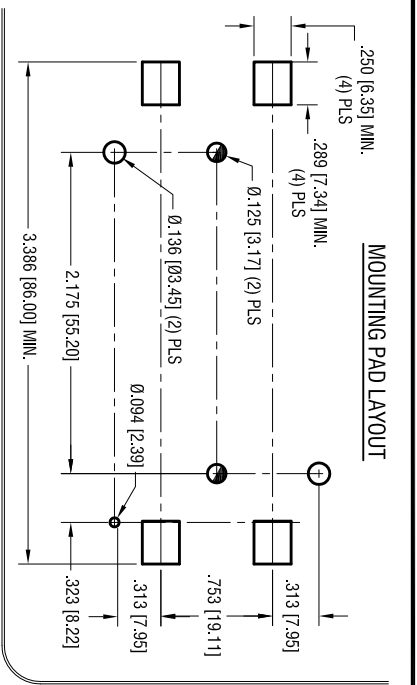 MOUNTING PAD LAYOUT
.250 [6.35] MIN.
(4) PLS
.289 [7.34] MIN.
(4) PLS
Ø.125 [3.17] (2) PLS
Ø.136 [Ø3.45] (2) PLS
Ø.094 [2.39]
2.175 [55.20]
3.386 [86.00] MIN.
.313 [7.95]
.753 [19.11]
.313 [7.95]
.323 [8.22]